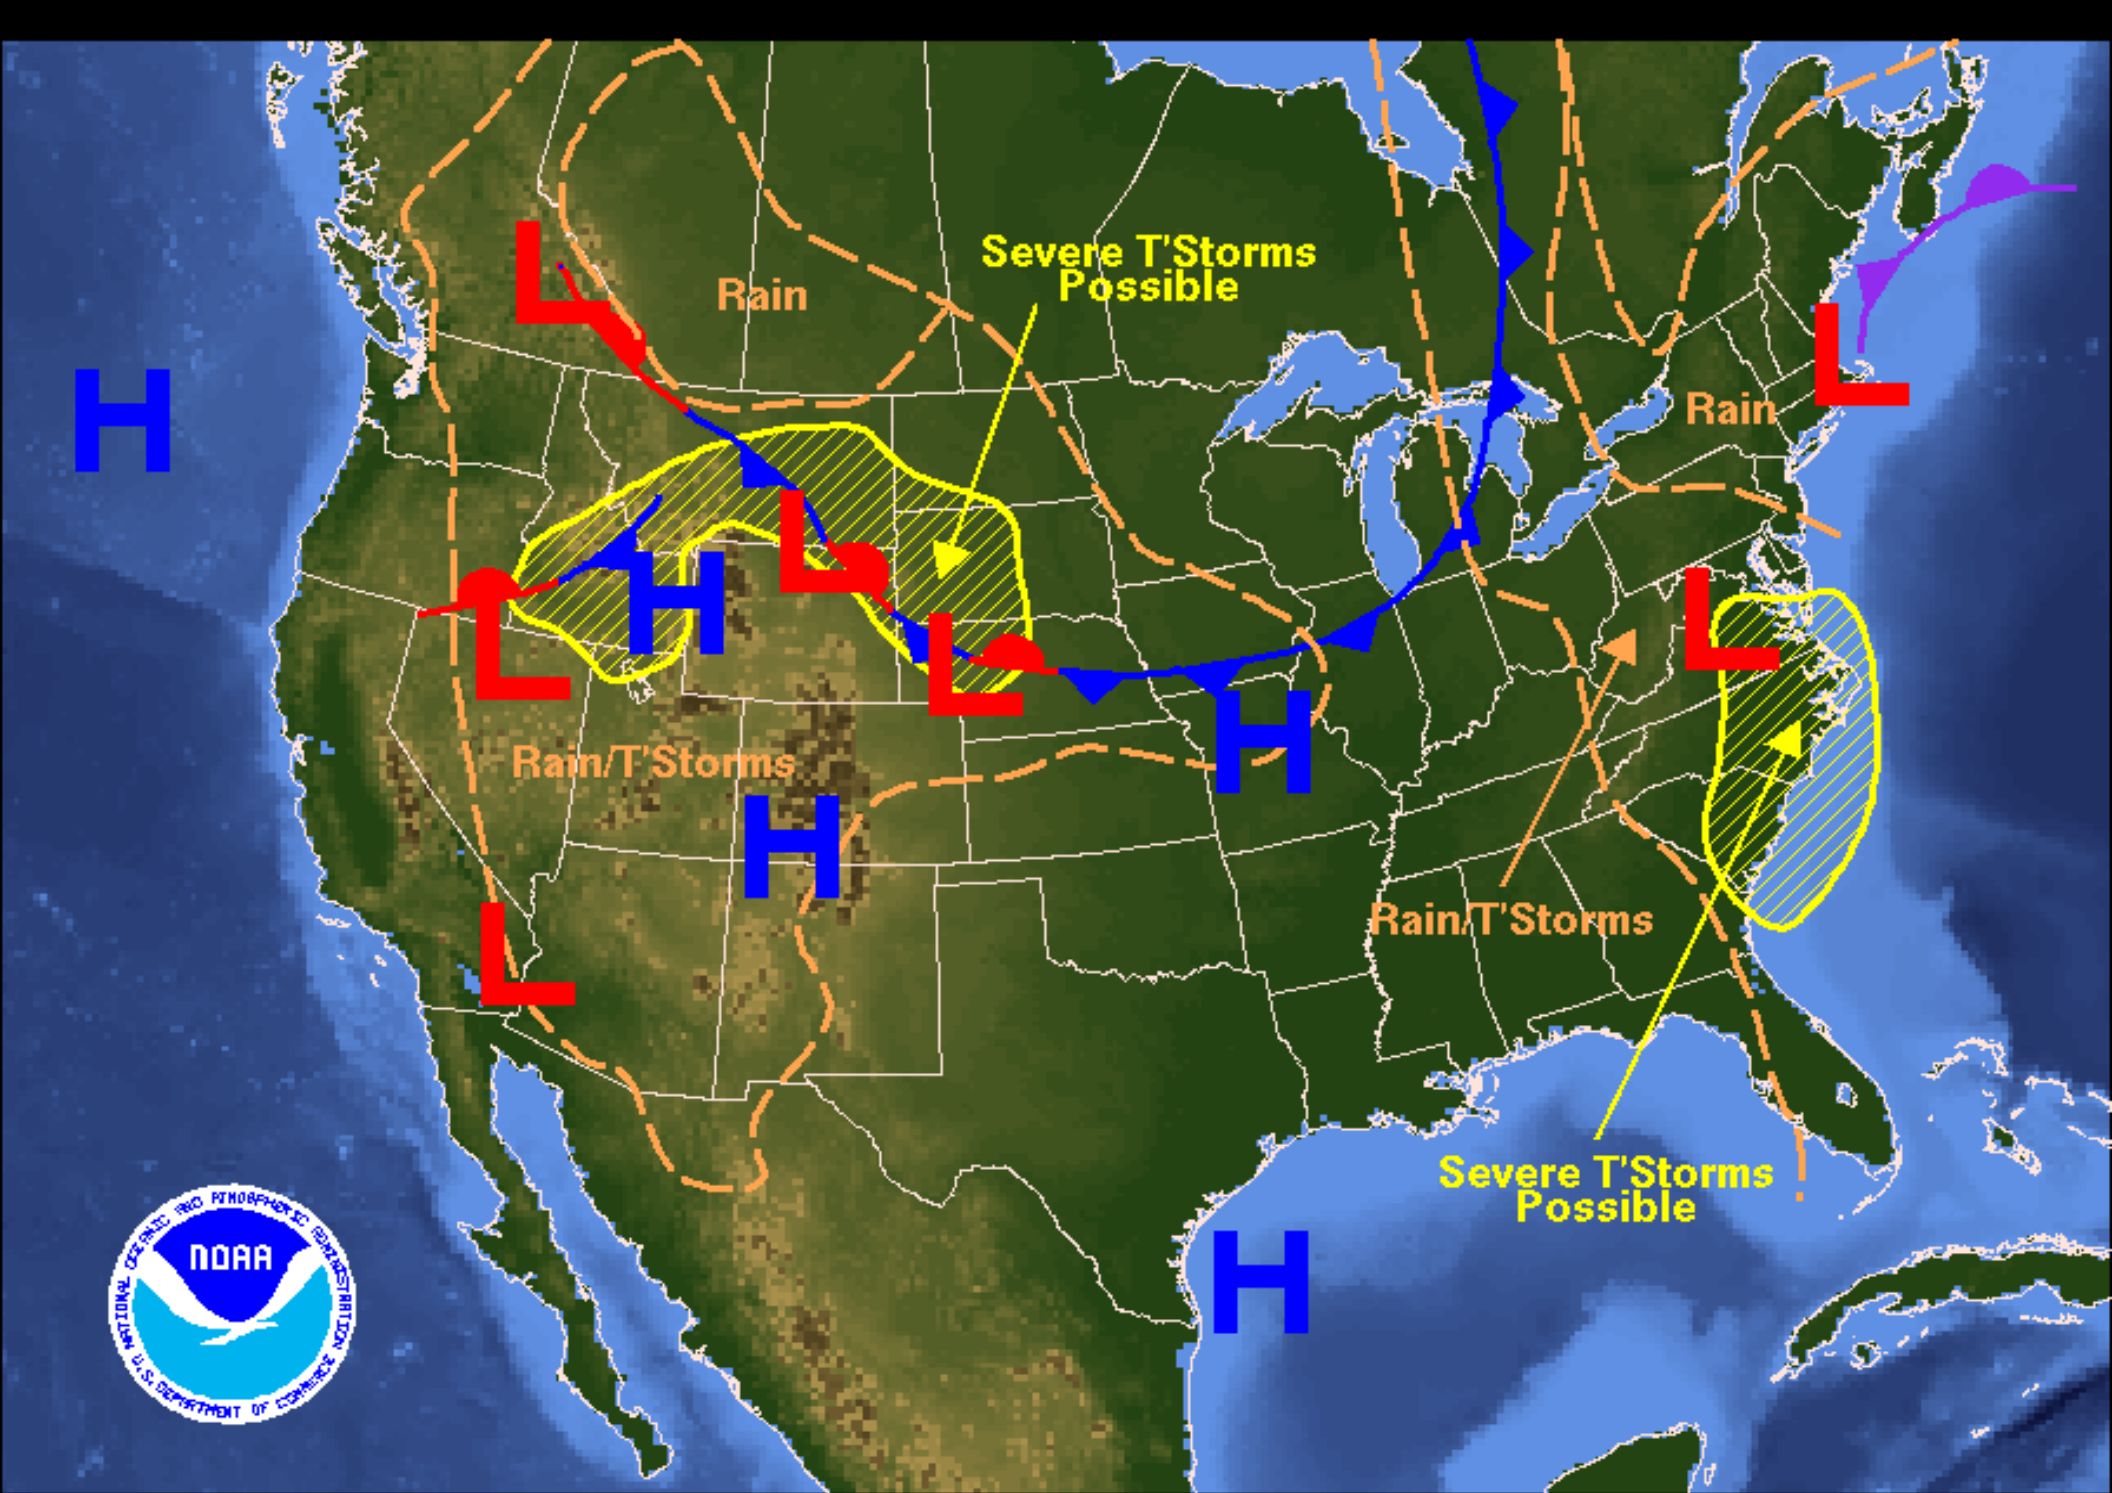 Severe T'Storms
Possible
Rain
L
H
Rain
L
L
H
L
L
L
L
H
Rain/T'Storms
H
L
Rain/T'Storms
Severe T'Storms
Possible
H
NATIONAL OCEANIC AND ATMOSPHERIC ADMINISTRATION
NOAA
U.S. DEPARTMENT OF COMMERCE